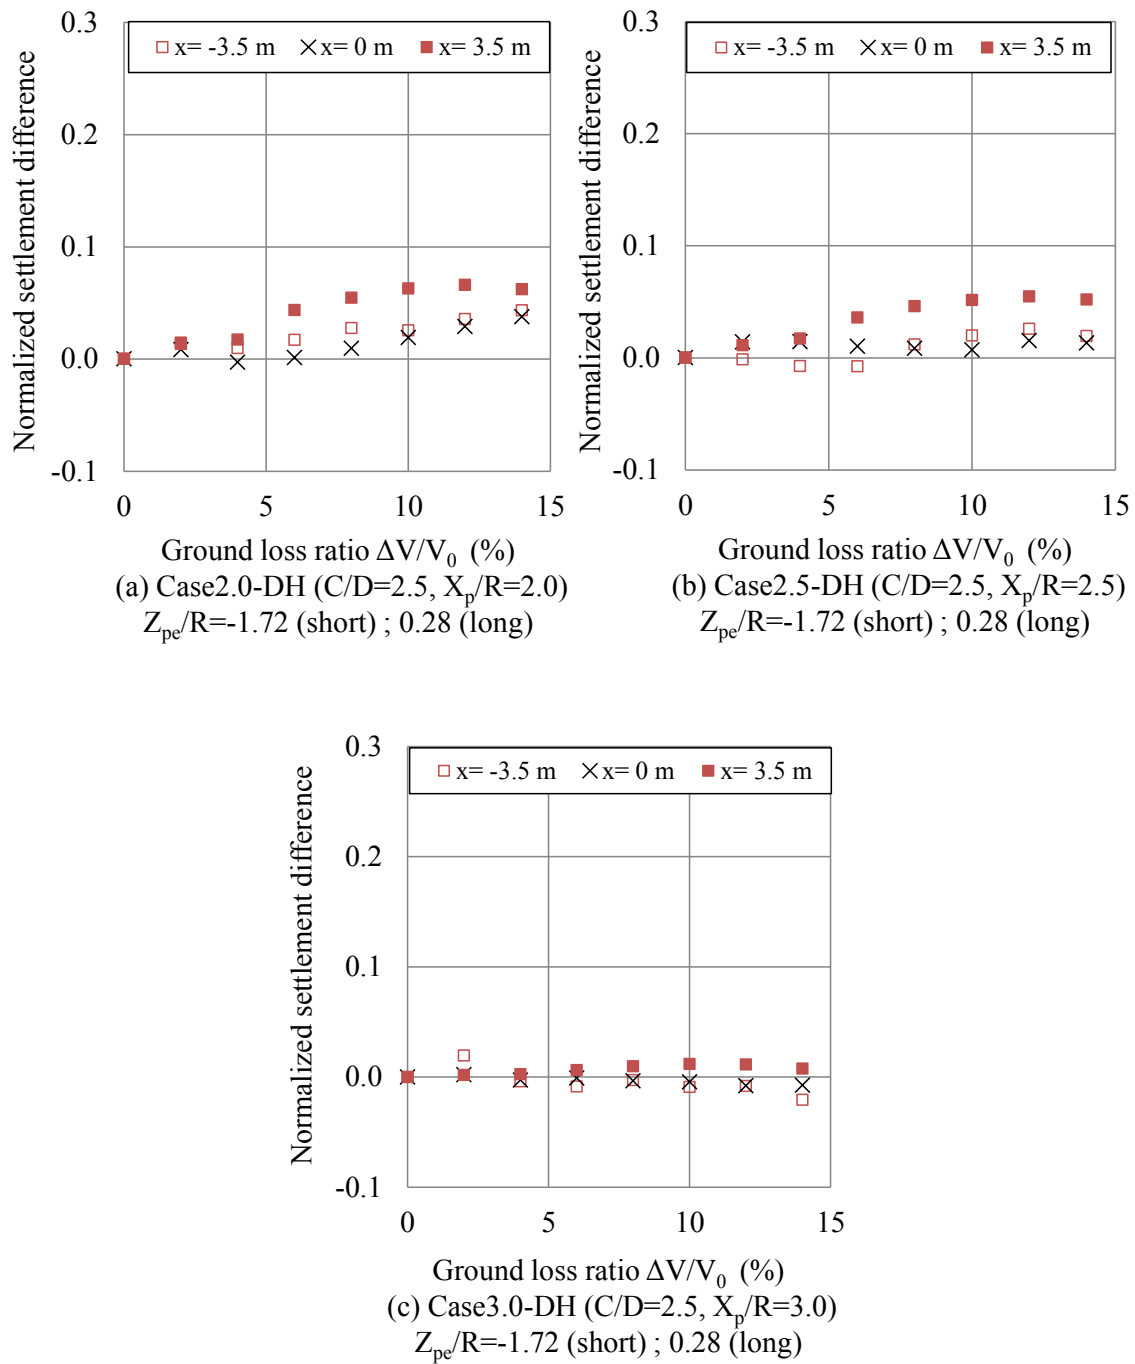 0.3
0.2
0.1
0.0
-0.1
Normalized settlement difference
x= -3.5 m x= 0 m x= 3.5 m
0 5 10 15
Ground loss ratio ΔV/V0 (%)
(a) Case2.0-DH (C/D=2.5, Xp/R=2.0)
Zpe/R=-1.72 (short) ; 0.28 (long)
0.3
0.2
0.1
0.0
-0.1
Normalized settlement difference
x= -3.5 m x= 0 m x= 3.5 m
0 5 10 15
Ground loss ratio ΔV/V0 (%)
(b) Case2.5-DH (C/D=2.5, Xp/R=2.5)
Zpe/R=-1.72 (short) ; 0.28 (long)
0.3
0.2
0.1
0.0
-0.1
Normalized settlement difference
x= -3.5 m x= 0 m x= 3.5 m
0 5 10 15
Ground loss ratio ΔV/V0 (%)
(c) Case3.0-DH (C/D=2.5, Xp/R=3.0)
Zpe/R=-1.72 (short) ; 0.28 (long)